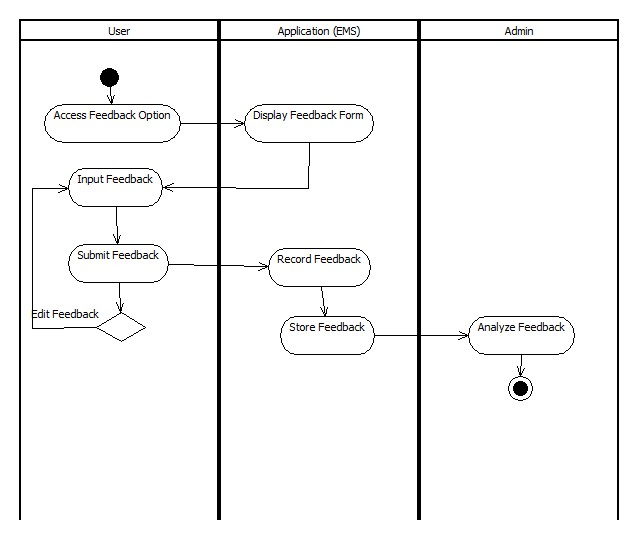 User
Application (EMS)
Admin
Access Feedback Option
Display Feedback Form
Input Feedback
Submit Feedback
Record Feedback
Edit Feedback
Store Feedback
Analyze Feedback